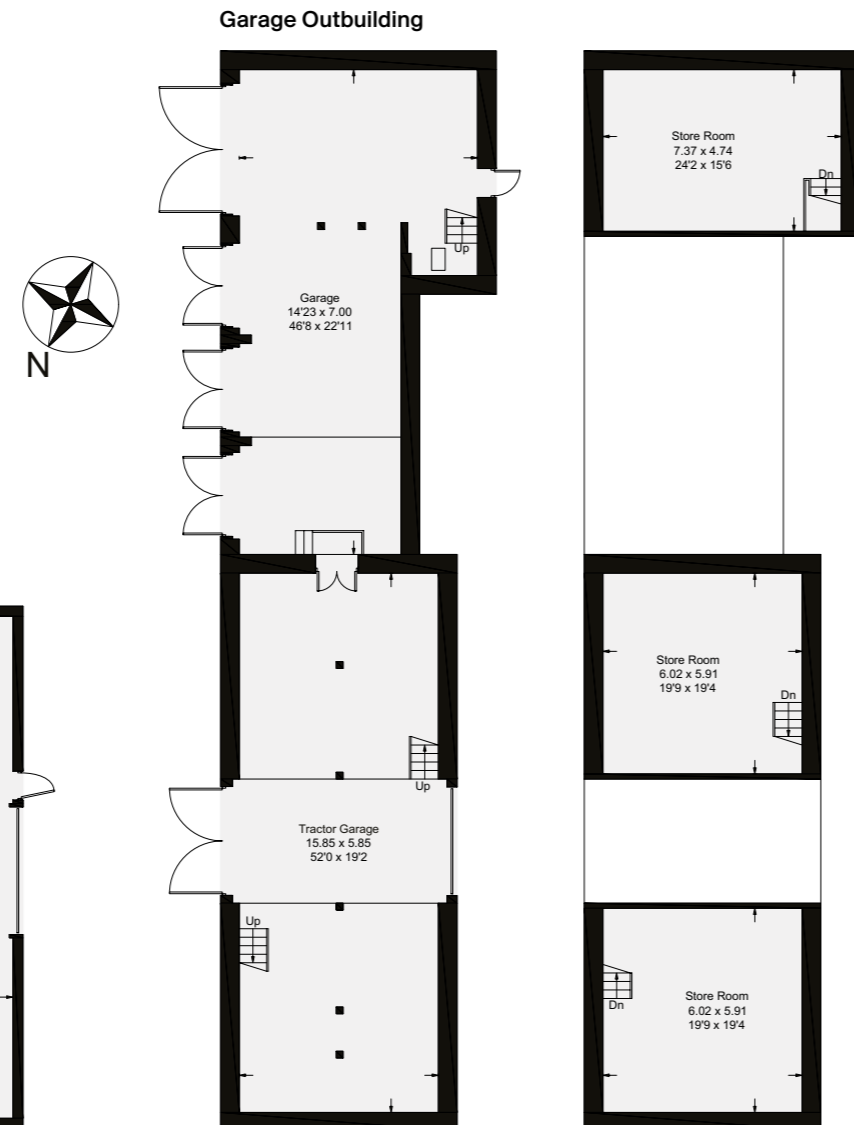 Garage Outbuilding
Store Room
7.37 x 4.74
24'2 x 15'6
Dn
Up
Garage
14'23 x 7.00
46'8 x 22'11
N
Store Room
6.02 x 5.91
19'9 x 19'4
Dn
Up
Tractor Garage
15.85 x 5.85
52'0 x 19'2
Up
Store Room
6.02 x 5.91
19'9 x 19'4
Dn